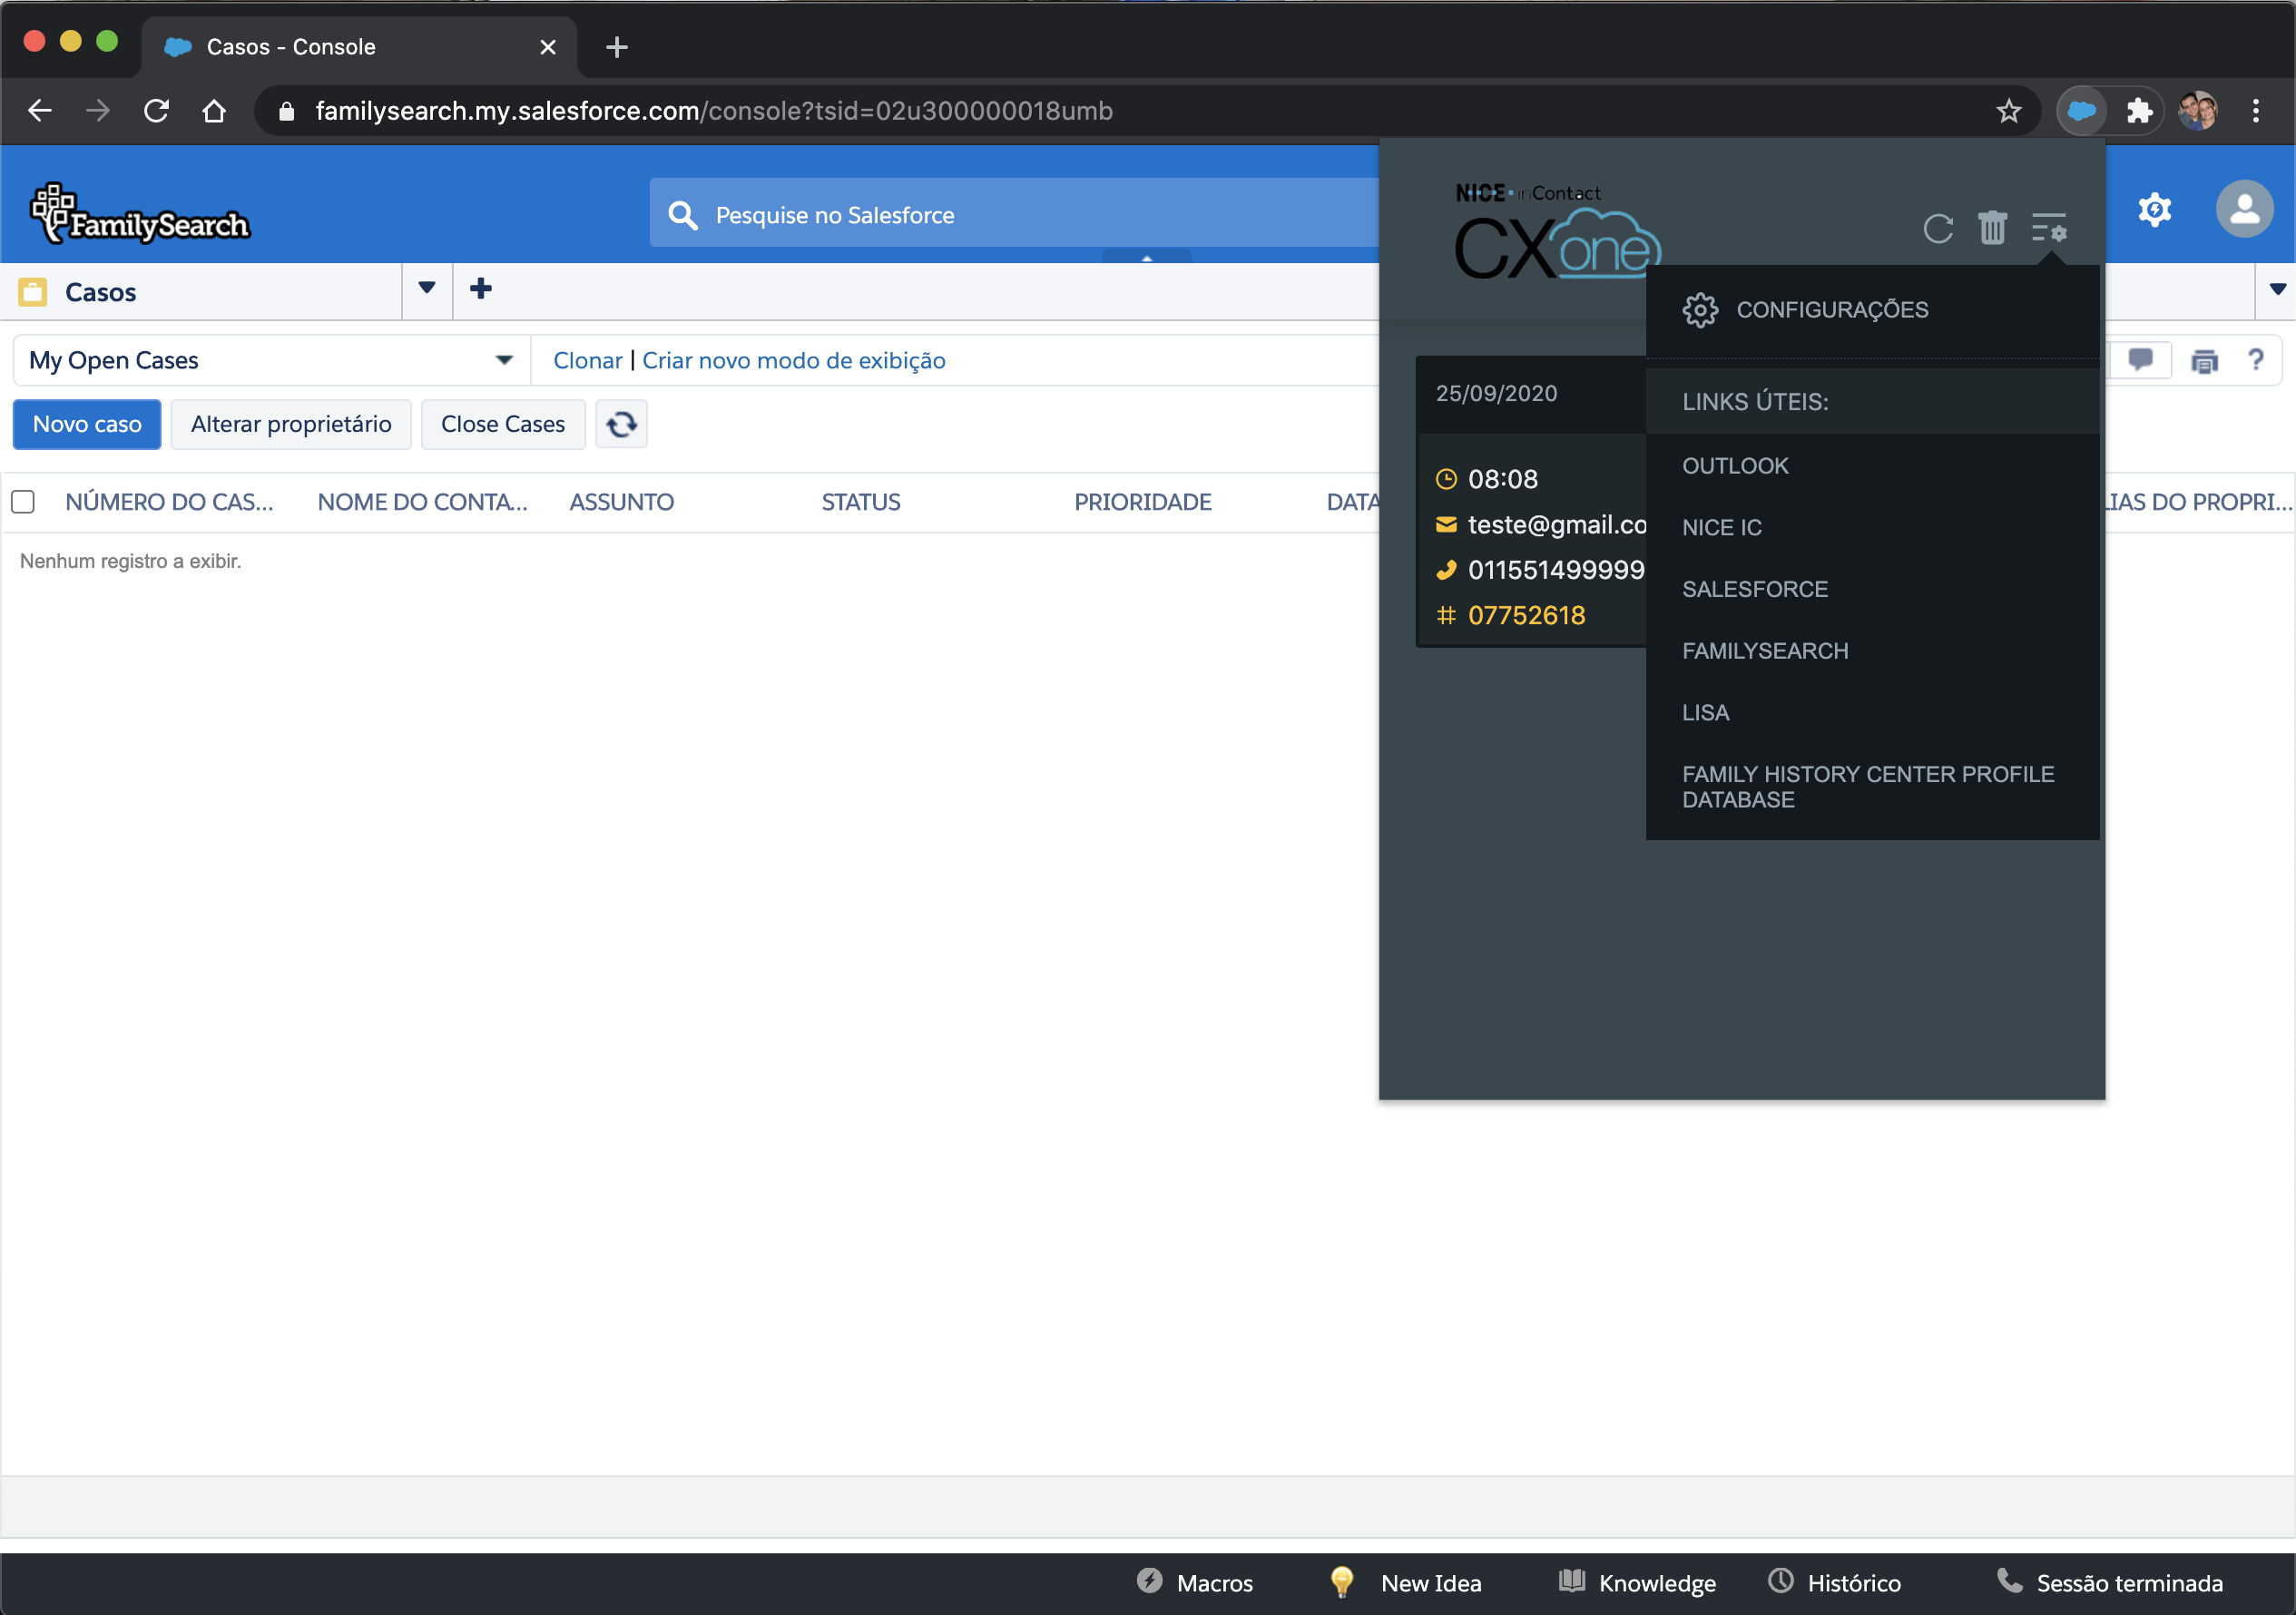 Casos - Console
familysearch.my.salesforce.com/console?tsid=02u300000018umb
FamilySearch
Pesquise no Salesforce
NICE inContact
CXone
Casos
CONFIGURAÇÕES
My Open Cases
Clonar | Criar novo modo de exibição
25/09/2020
LINKS ÚTEIS:
Novo caso
Alterar proprietário
Close Cases
OUTLOOK
08:08
NÚMERO DO CAS...
NOME DO CONTA...
ASSUNTO
STATUS
PRIORIDADE
DATA
LIAS DO PROPRI...
teste@gmail.co
NICE IC
Nenhum registro a exibir.
011551499999
SALESFORCE
# 07752618
FAMILYSEARCH
LISA
FAMILY HISTORY CENTER PROFILE
DATABASE
Macros
New Idea
Knowledge
Histórico
Sessão terminada